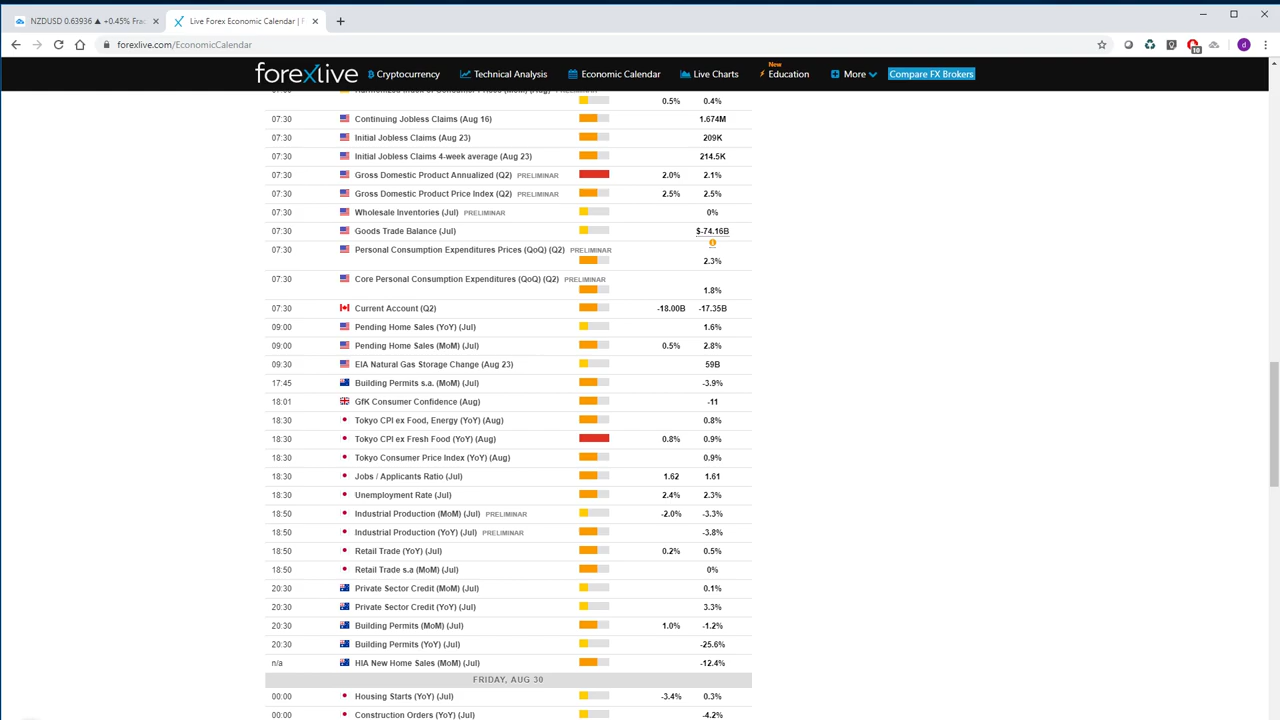 NZDUSD 0.63936 ▲ +0.45% Fra
Live Forex Economic Calendar | F
forexlive.com/EconomicCalendar
10
d
forexlive
Cryptocurrency
Technical Analysis
Economic Calendar
Live Charts
New
Education
More
Compare FX Brokers
07:00 Harmonized Index of Consumer Prices (MoM) (Aug) PRELIMINAR
0.5% 0.4%
07:30 Continuing Jobless Claims (Aug 16) 1.674M
07:30 Initial Jobless Claims (Aug 23) 209K
07:30 Initial Jobless Claims 4-week average (Aug 23) 214.5K
07:30 Gross Domestic Product Annualized (Q2) PRELIMINAR 2.0% 2.1%
07:30 Gross Domestic Product Price Index (Q2) PRELIMINAR 2.5% 2.5%
07:30 Wholesale Inventories (Jul) PRELIMINAR 0%
07:30 Goods Trade Balance (Jul) $-74.16B
07:30 Personal Consumption Expenditures Prices (QoQ) (Q2) PRELIMINAR
2.3%
07:30 Core Personal Consumption Expenditures (QoQ) (Q2) PRELIMINAR
1.8%
07:30 Current Account (Q2) -18.00B -17.35B
09:00 Pending Home Sales (YoY) (Jul) 1.6%
09:00 Pending Home Sales (MoM) (Jul) 0.5% 2.8%
09:30 EIA Natural Gas Storage Change (Aug 23) 59B
17:45 Building Permits s.a. (MoM) (Jul) -3.9%
18:01 GfK Consumer Confidence (Aug) -11
18:30 Tokyo CPI ex Food, Energy (YoY) (Aug) 0.8%
18:30 Tokyo CPI ex Fresh Food (YoY) (Aug) 0.8% 0.9%
18:30 Tokyo Consumer Price Index (YoY) (Aug) 0.9%
18:30 Jobs / Applicants Ratio (Jul) 1.62 1.61
18:30 Unemployment Rate (Jul) 2.4% 2.3%
18:50 Industrial Production (MoM) (Jul) PRELIMINAR -2.0% -3.3%
18:50 Industrial Production (YoY) (Jul) PRELIMINAR -3.8%
18:50 Retail Trade (YoY) (Jul) 0.2% 0.5%
18:50 Retail Trade s.a (MoM) (Jul) 0%
20:30 Private Sector Credit (MoM) (Jul) 0.1%
20:30 Private Sector Credit (YoY) (Jul) 3.3%
20:30 Building Permits (MoM) (Jul) 1.0% -1.2%
20:30 Building Permits (YoY) (Jul) -25.6%
n/a HIA New Home Sales (MoM) (Jul) -12.4%
FRIDAY, AUG 30
00:00 Housing Starts (YoY) (Jul) -3.4% 0.3%
00:00 Construction Orders (YoY) (Jul) -4.2%